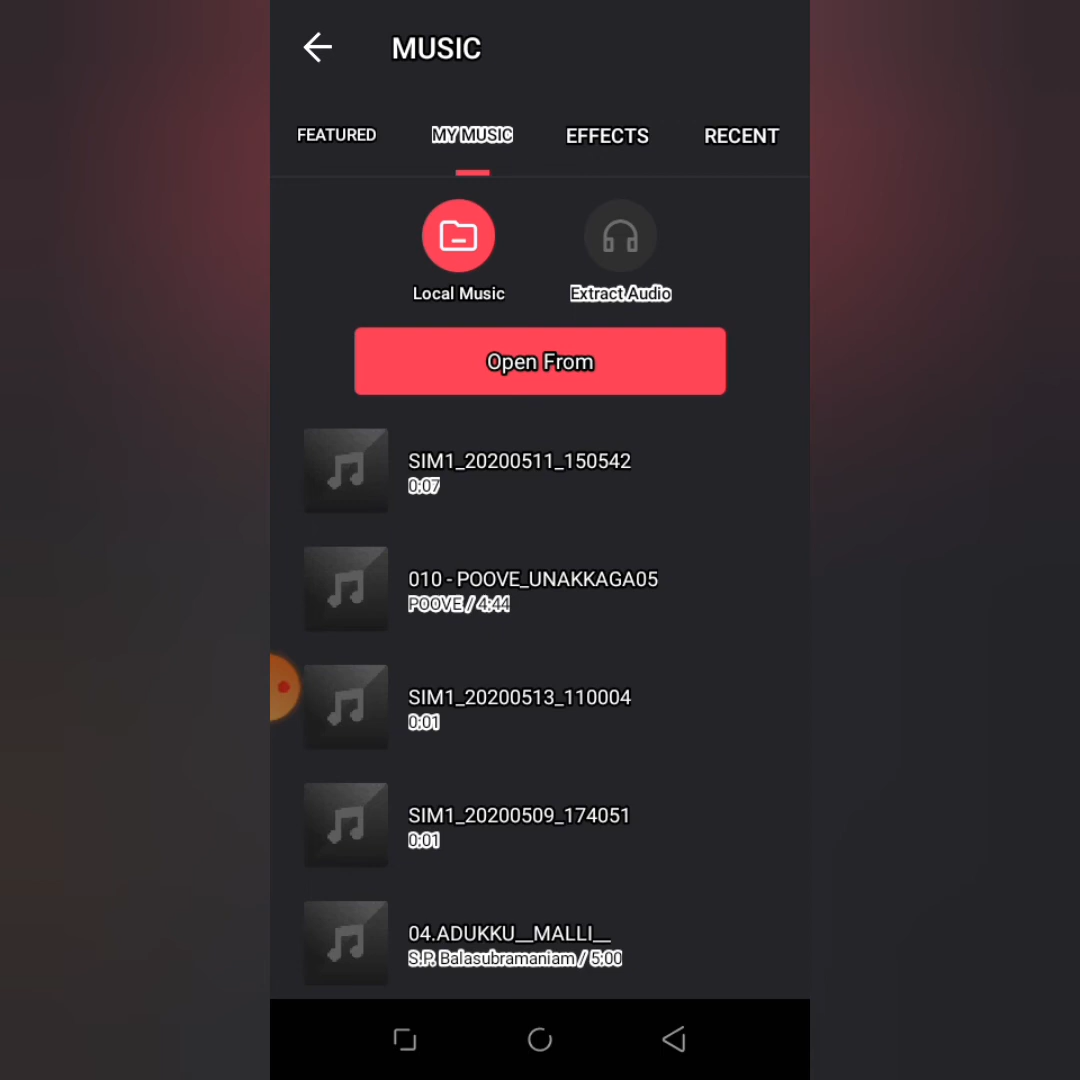 MUSIC
FEATURED MY MUSIC EFFECTS RECENT
Local Music Extract Audio
Open From
SIM1_20200511_150542
0:07
010 - POOVE_UNAKKAGA05
POOVE / 4:44
SIM1_20200513_110004
0:01
SIM1_20200509_174051
0:01
04.ADUKKU__MALLI__
S.P. Balasubramaniam / 5:00